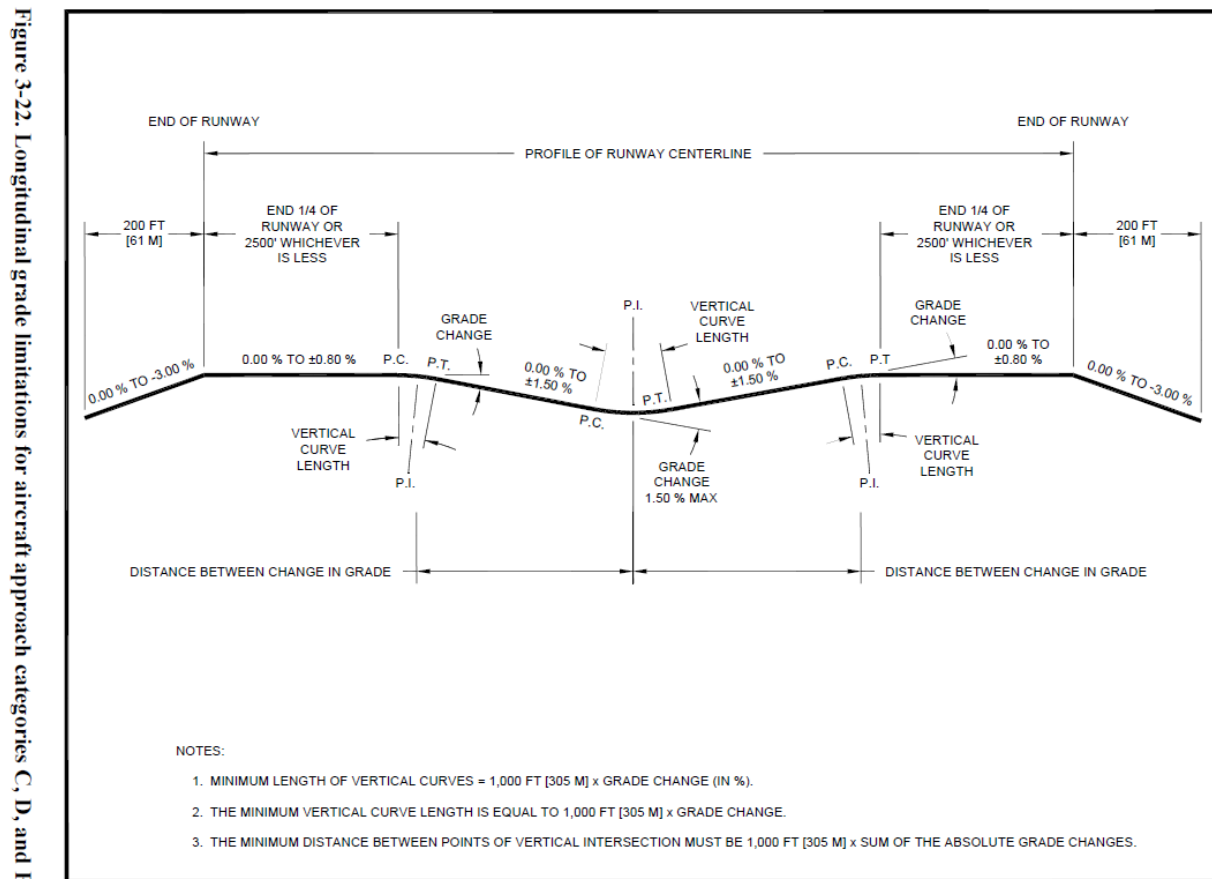 Figure 3-22. Longitudinal grade limitations for aircraft approach categories C, D, and
END OF RUNWAY
END OF RUNWAY
PROFILE OF RUNWAY CENTERLINE
200 FT
[61 M]
END 1/4 OF
RUNWAY OR
2500' WHICHEVER
IS LESS
END 1/4 OF
RUNWAY OR
2500' WHICHEVER
IS LESS
200 FT
[61 M]
P.I.
VERTICAL
CURVE
LENGTH
GRADE
CHANGE
GRADE
CHANGE
0.00 % TO -3.00 %
0.00 % TO ±0.80 %
P.C.
P.T.
0.00 % TO
±1.50 %
P.C.
P.T.
0.00 % TO
±1.50 %
P.C.
P.T
0.00 % TO
±0.80 %
0.00 % TO -3.00 %
VERTICAL
CURVE
LENGTH
P.I.
GRADE
CHANGE
1.50 % MAX
P.I.
VERTICAL
CURVE
LENGTH
DISTANCE BETWEEN CHANGE IN GRADE
DISTANCE BETWEEN CHANGE IN GRADE
NOTES:
1. MINIMUM LENGTH OF VERTICAL CURVES = 1,000 FT [305 M] x GRADE CHANGE (IN %).
2. THE MINIMUM VERTICAL CURVE LENGTH IS EQUAL TO 1,000 FT [305 M] x GRADE CHANGE.
3. THE MINIMUM DISTANCE BETWEEN POINTS OF VERTICAL INTERSECTION MUST BE 1,000 FT [305 M] x SUM OF THE ABSOLUTE GRADE CHANGES.